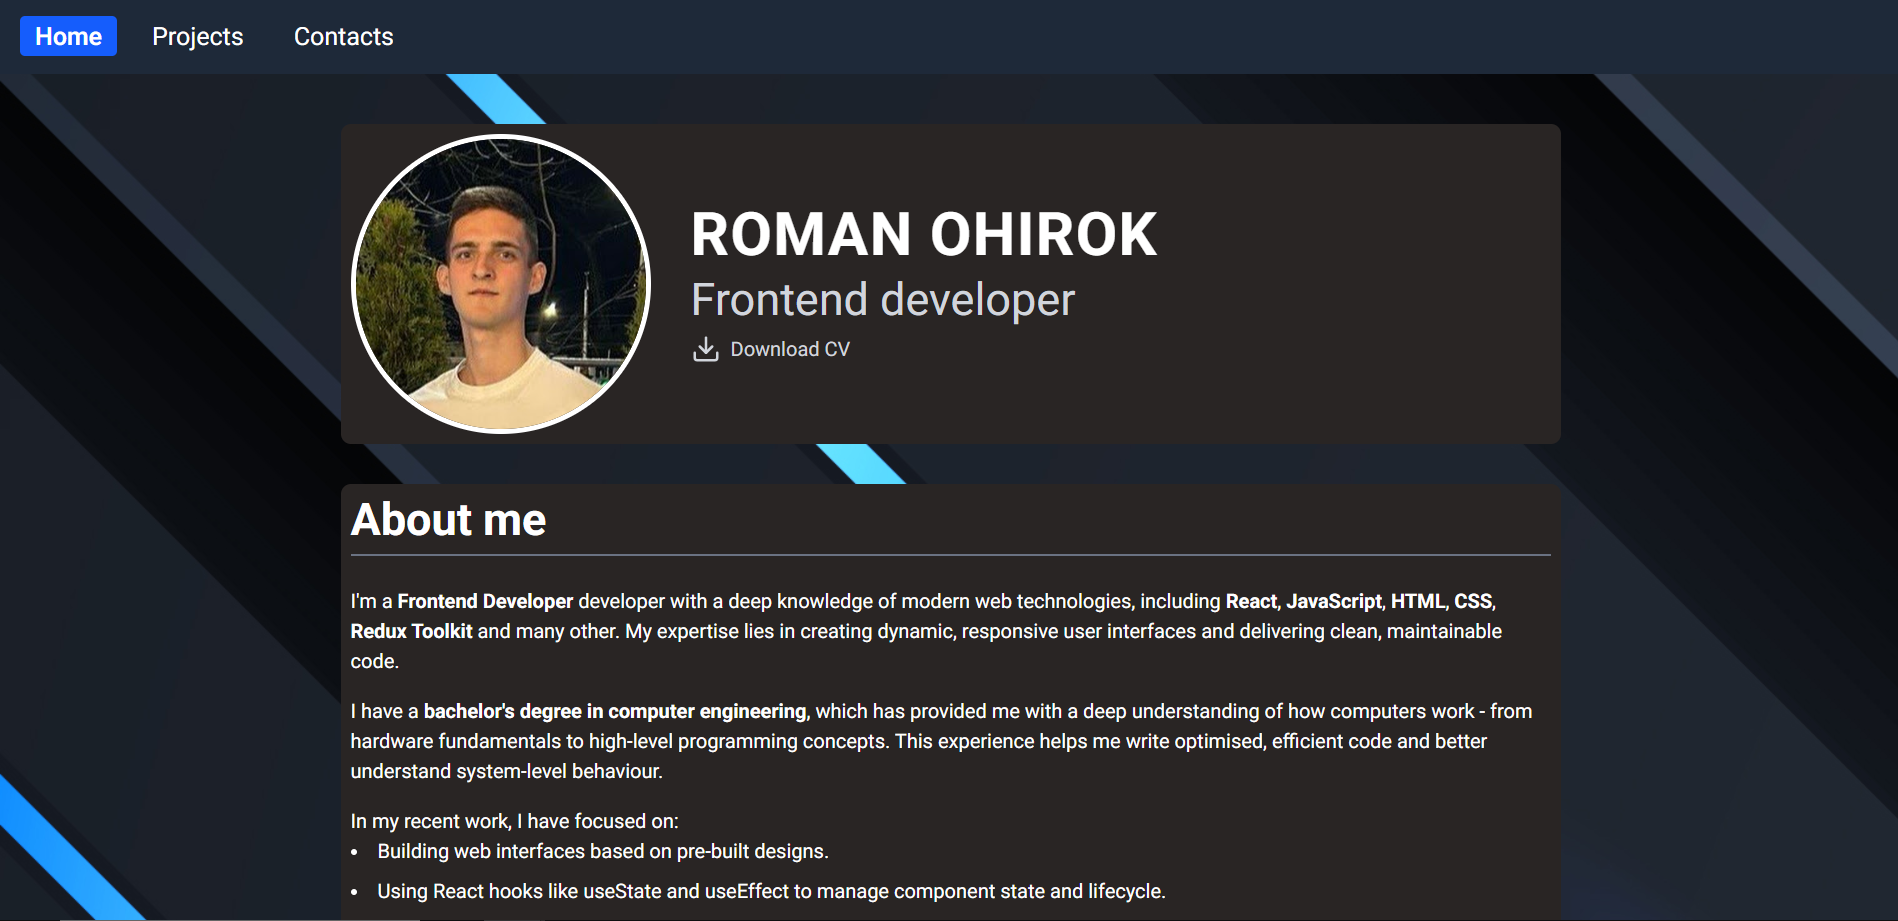 Home Projects Contacts
ROMAN OHIROK
Frontend developer
Download CV
About me
I'm a Frontend Developer developer with a deep knowledge of modern web technologies, including React, JavaScript, HTML, CSS,
Redux Toolkit and many other. My expertise lies in creating dynamic, responsive user interfaces and delivering clean, maintainable
code.
I have a bachelor's degree in computer engineering, which has provided me with a deep understanding of how computers work - from
hardware fundamentals to high-level programming concepts. This experience helps me write optimised, efficient code and better
understand system-level behaviour.
In my recent work, I have focused on:
• Building web interfaces based on pre-built designs.
• Using React hooks like useState and useEffect to manage component state and lifecycle.